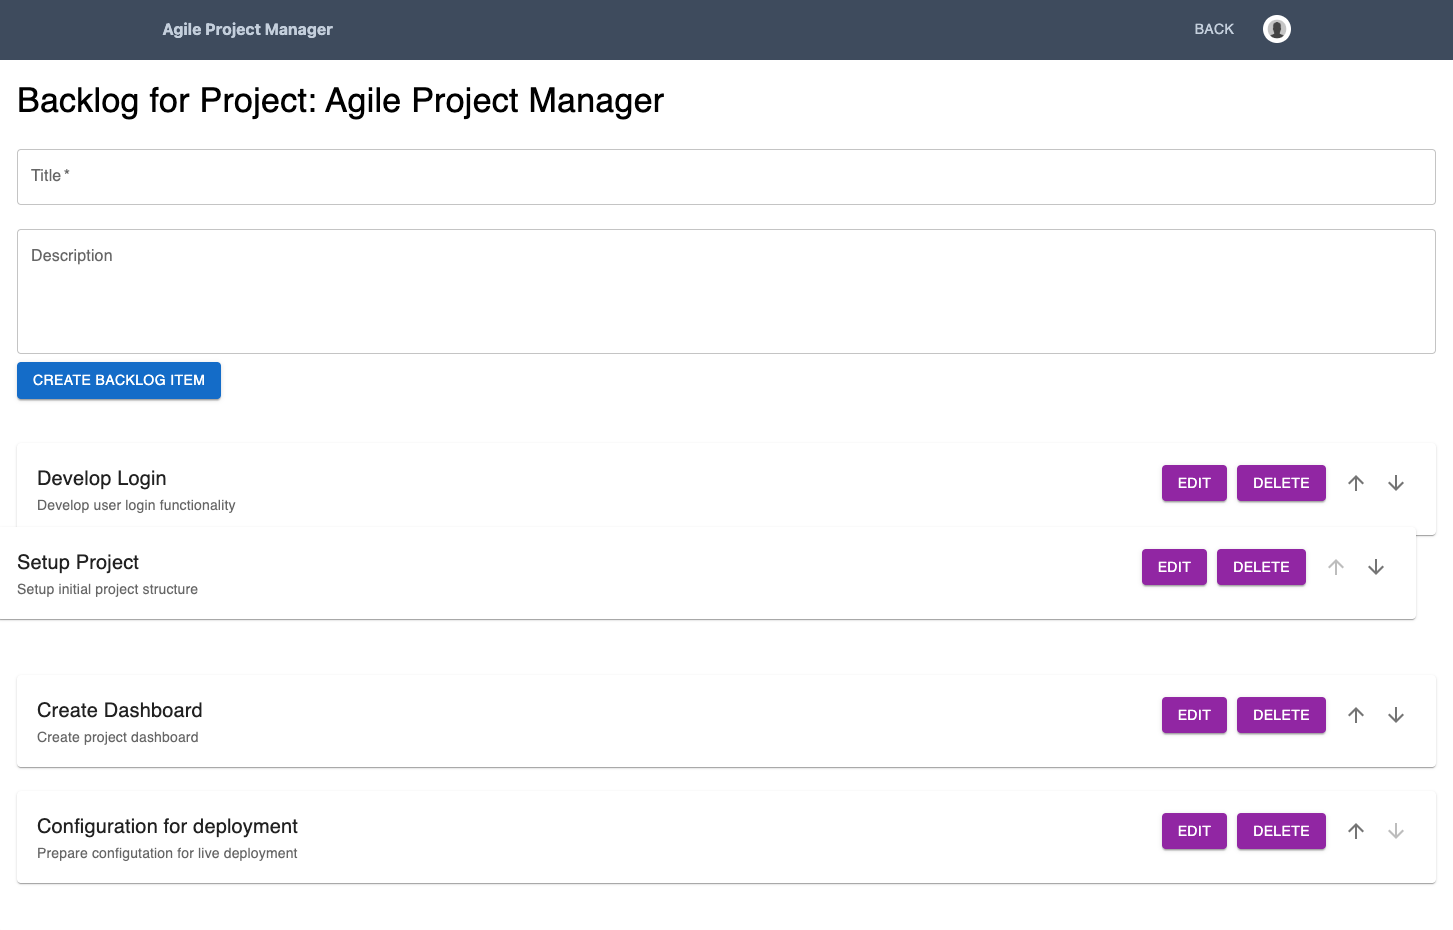 Agile Project Manager
BACK
Backlog for Project: Agile Project Manager
Title *
Description
CREATE BACKLOG ITEM
Develop Login
Develop user login functionality
EDIT
DELETE
Setup Project
Setup initial project structure
EDIT
DELETE
Create Dashboard
Create project dashboard
EDIT
DELETE
Configuration for deployment
Prepare configutation for live deployment
EDIT
DELETE